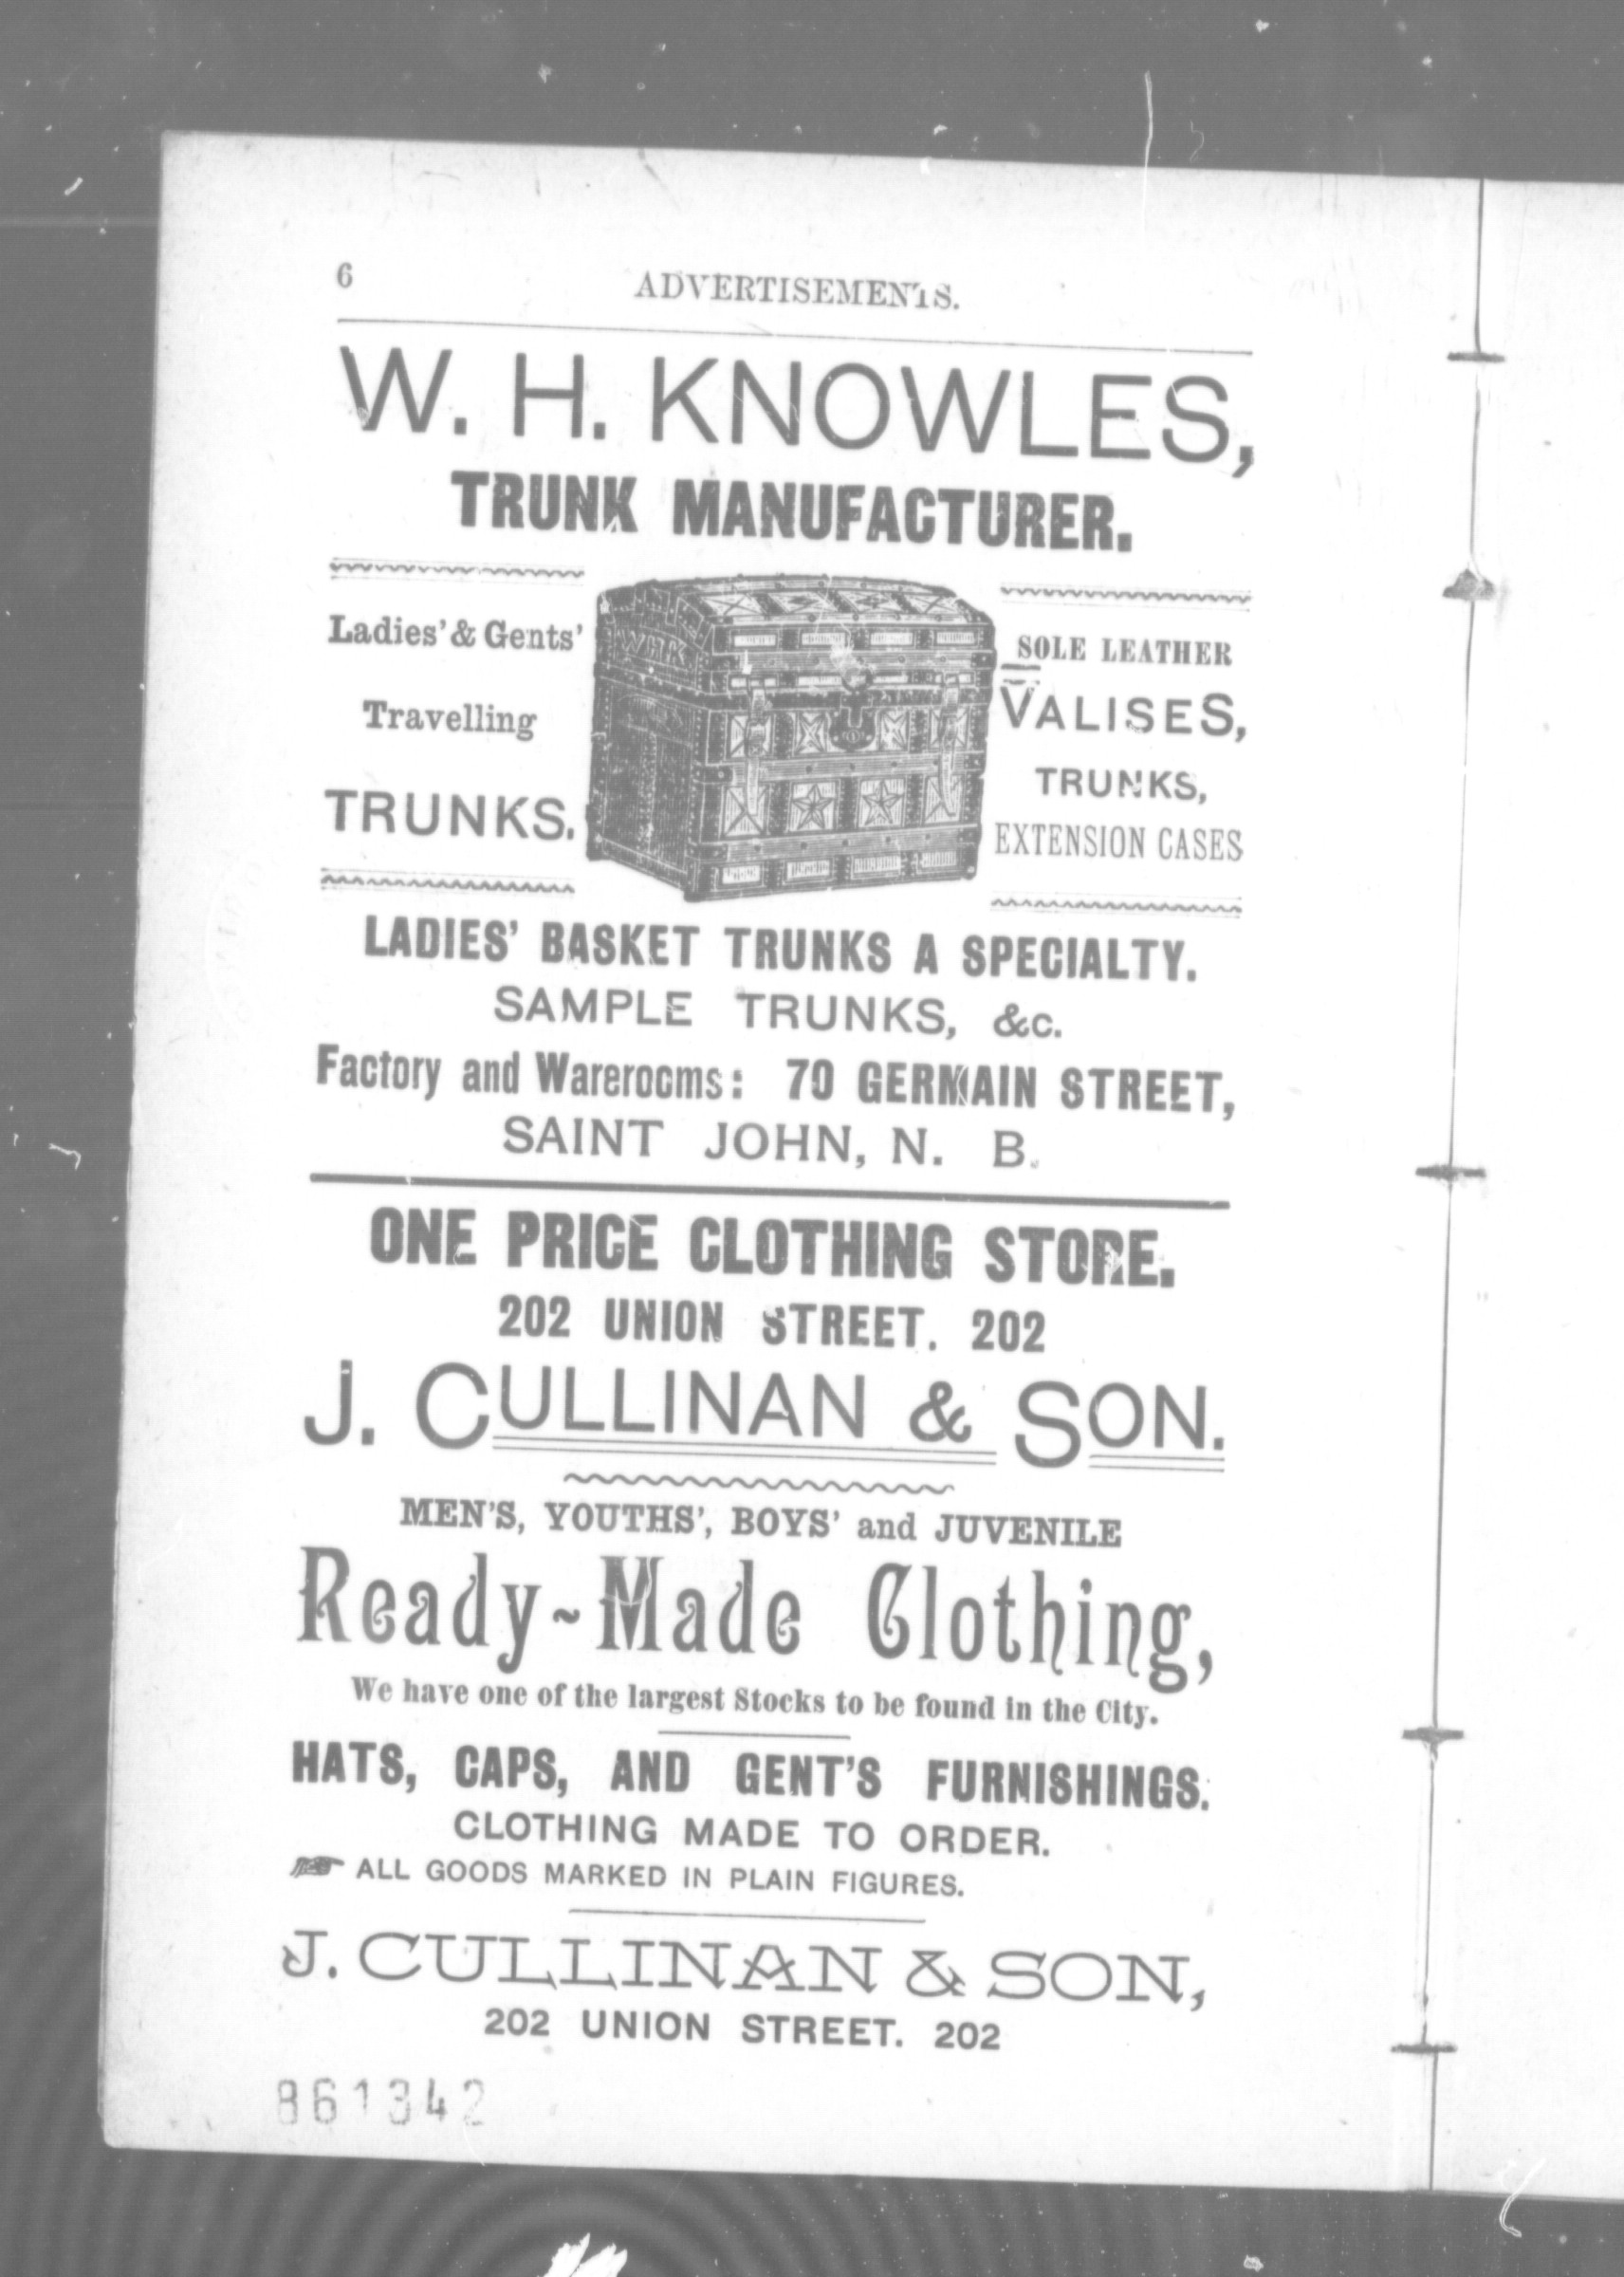 6
ADVERTISEMENTS.
W. H. KNOWLES,
TRUNK MANUFACTURER.
Ladies' & Gents'
Travelling
TRUNKS.
WHK
SOLE LEATHER
VALISES,
TRUNKS,
EXTENSION CASES
LADIES' BASKET TRUNKS A SPECIALTY.
SAMPLE TRUNKS, &c.
Factory and Warerooms: 70 GERMAIN STREET,
SAINT JOHN, N. B.
ONE PRICE CLOTHING STORE.
202 UNION STREET. 202
J. CULLINAN & SON.
MEN'S, YOUTHS', BOYS' and JUVENILE
Ready-Made Clothing,
We have one of the largest Stocks to be found in the City.
HATS, CAPS, AND GENT'S FURNISHINGS.
CLOTHING MADE TO ORDER.
☞ ALL GOODS MARKED IN PLAIN FIGURES.
J. CULLINAN & SON,
202 UNION STREET. 202
861342